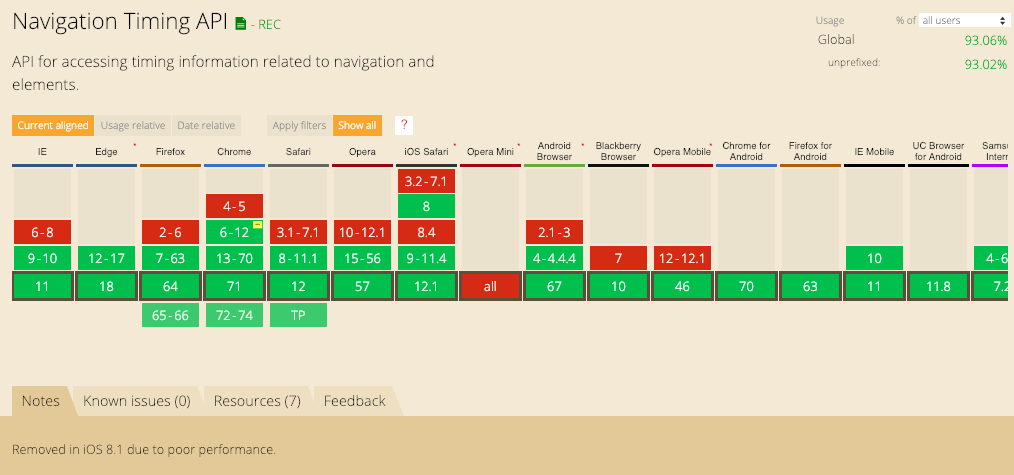 Navigation Timing API - REC
Usage % of all users
Global 93.06%
unprefixed: 93.02%
API for accessing timing information related to navigation and
elements.
Current aligned Usage relative Date relative Apply filters Show all ?
IE Edge * Firefox Chrome Safari Opera iOS Safari * Opera Mini * Android Browser * Blackberry Browser Opera Mobile * Chrome for Android Firefox for Android IE Mobile UC Browser for Android
3.2-7.1
4-5 8
6-8 2-6 6-12 3.1-7.1 10-12.1 8.4 2.1-3
9-10 12-17 7-63 13-70 8-11.1 15-56 9-11.4 4-4.4.4 7 12-12.1 10 4-6
11 18 64 71 12 57 12.1 all 67 10 46 70 63 11 11.8 7.2
65-66 72-74 TP
Notes Known issues (0) Resources (7) Feedback
Removed in iOS 8.1 due to poor performance.